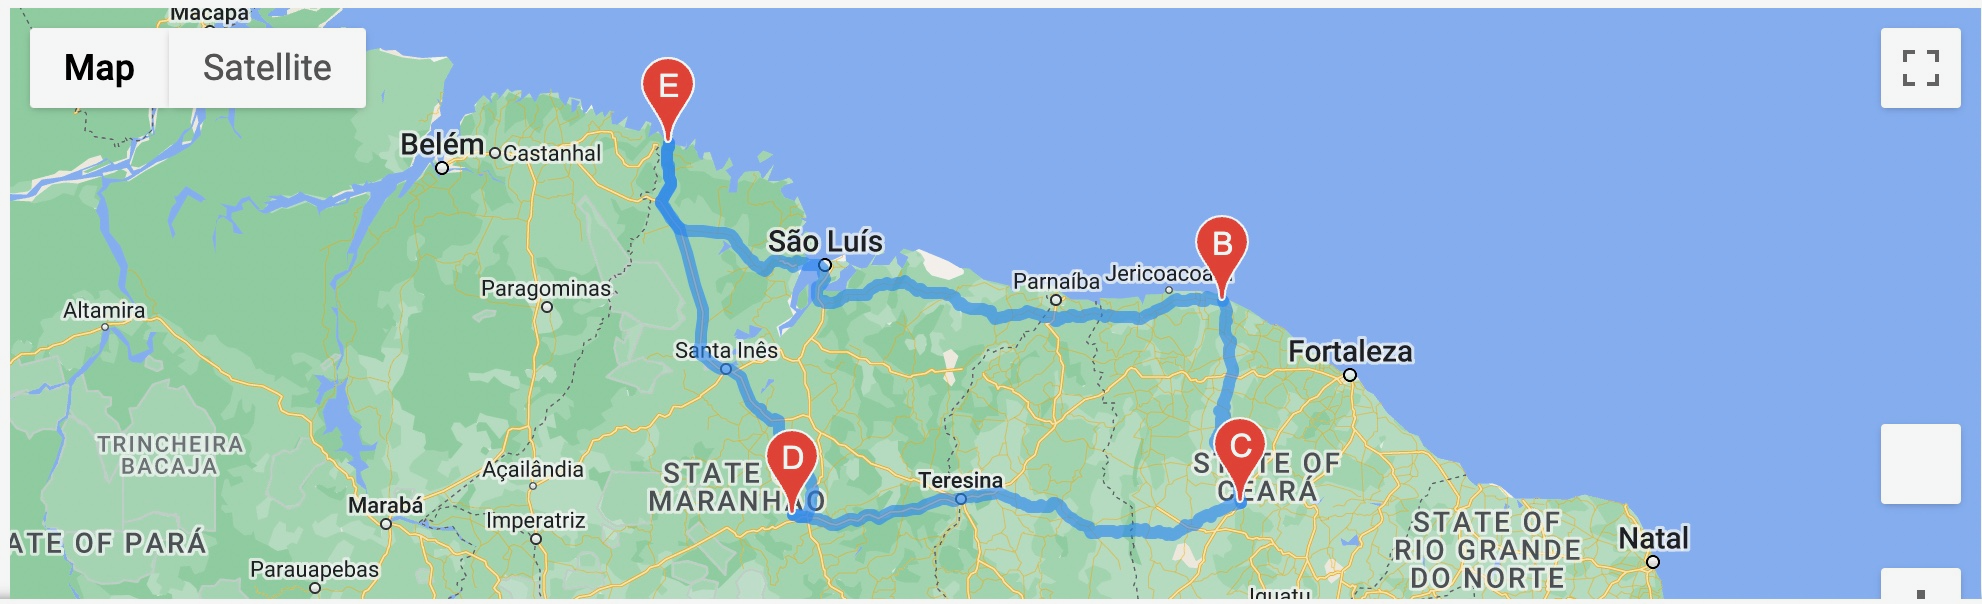 Macapá
Map
Satellite
E
Belém
Castanhal
São Luís
B
Jericoacoa
Parnaíba
Paragominas
Altamira
Santa Inês
Fortaleza
TRINCHEIRA
BACAJA
D
C
STATE
MARANHÃO
STATE OF
CEARÁ
Açailândia
Teresina
Marabá
Imperatriz
ATE OF PARÁ
STATE OF
RIO GRANDE
DO NORTE
Natal
Parauapebas
Iguatu